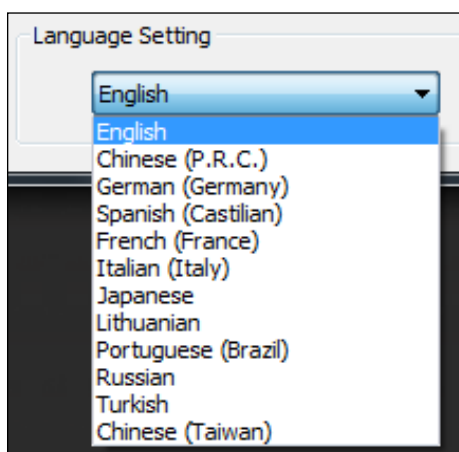 Language Setting
English
English
Chinese (P.R.C.)
German (Germany)
Spanish (Castilian)
French (France)
Italian (Italy)
Japanese
Lithuanian
Portuguese (Brazil)
Russian
Turkish
Chinese (Taiwan)